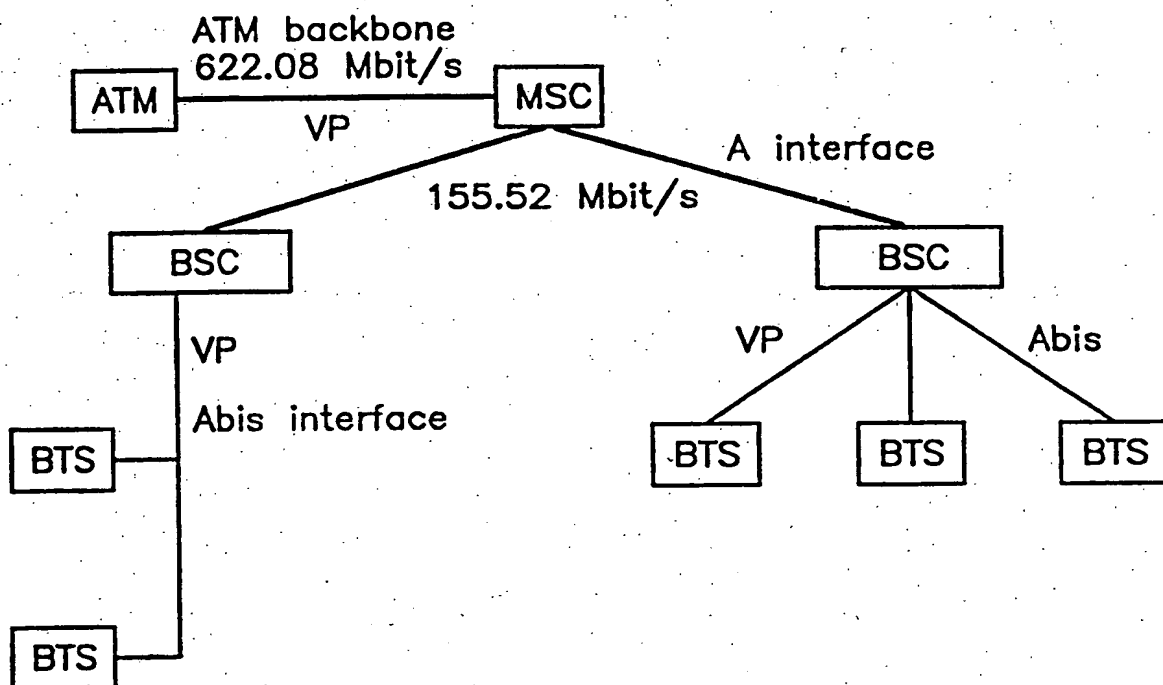 ATM backbone
622.08 Mbit/s
ATM
MSC
VP
A interface
155.52 Mbit/s
BSC
BSC
VP
VP
Abis
Abis interface
BTS
BTS
BTS
BTS
BTS